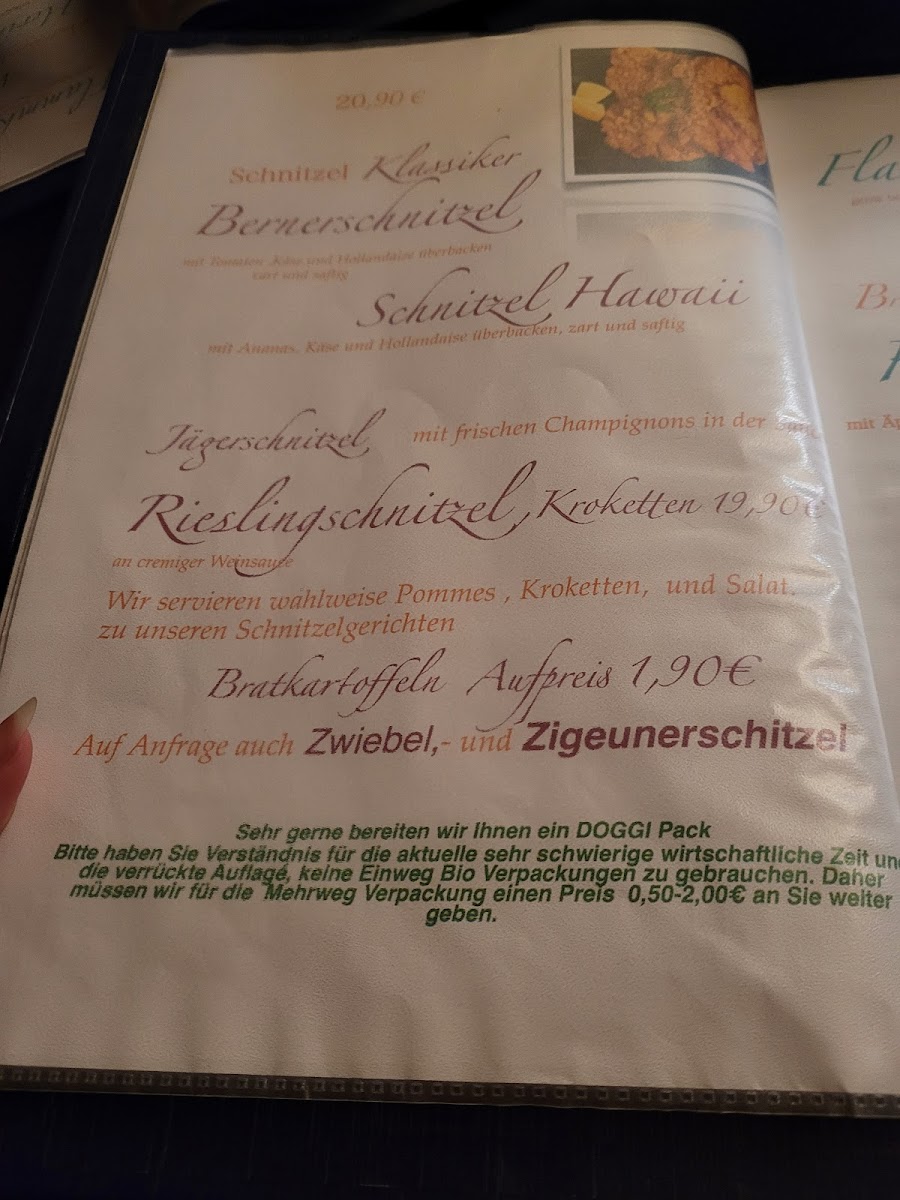 20,90 €
Schnitzel Klassiker
Bernerschnitzel
mit Tomaten ,Käse und Hollandaise überbacken
zart und saftig
Schnitzel Hawaii
mit Ananas, Käse und Hollandaise überbacken, zart und saftig
Jägerschnitzel mit frischen Champignons in der
Rieslingschnitzel, Kroketten 19,90€
an cremiger Weinsauce
Wir servieren wahlweise Pommes , Kroketten, und Salat.
zu unseren Schnitzelgerichten
Bratkartoffeln Aufpreis 1,90€
Auf Anfrage auch Zwiebel,- und Zigeunerschitzel
Sehr gerne bereiten wir Ihnen ein DOGGI Pack
Bitte haben Sie Verständnis für die aktuelle sehr schwierige wirtschaftliche Zeit un
die verrückte Auflage, keine Einweg Bio Verpackungen zu gebrauchen. Daher
müssen wir für die Mehrweg Verpackung einen Preis 0,50-2,00€ an Sie weiter
geben.
Fla
mit